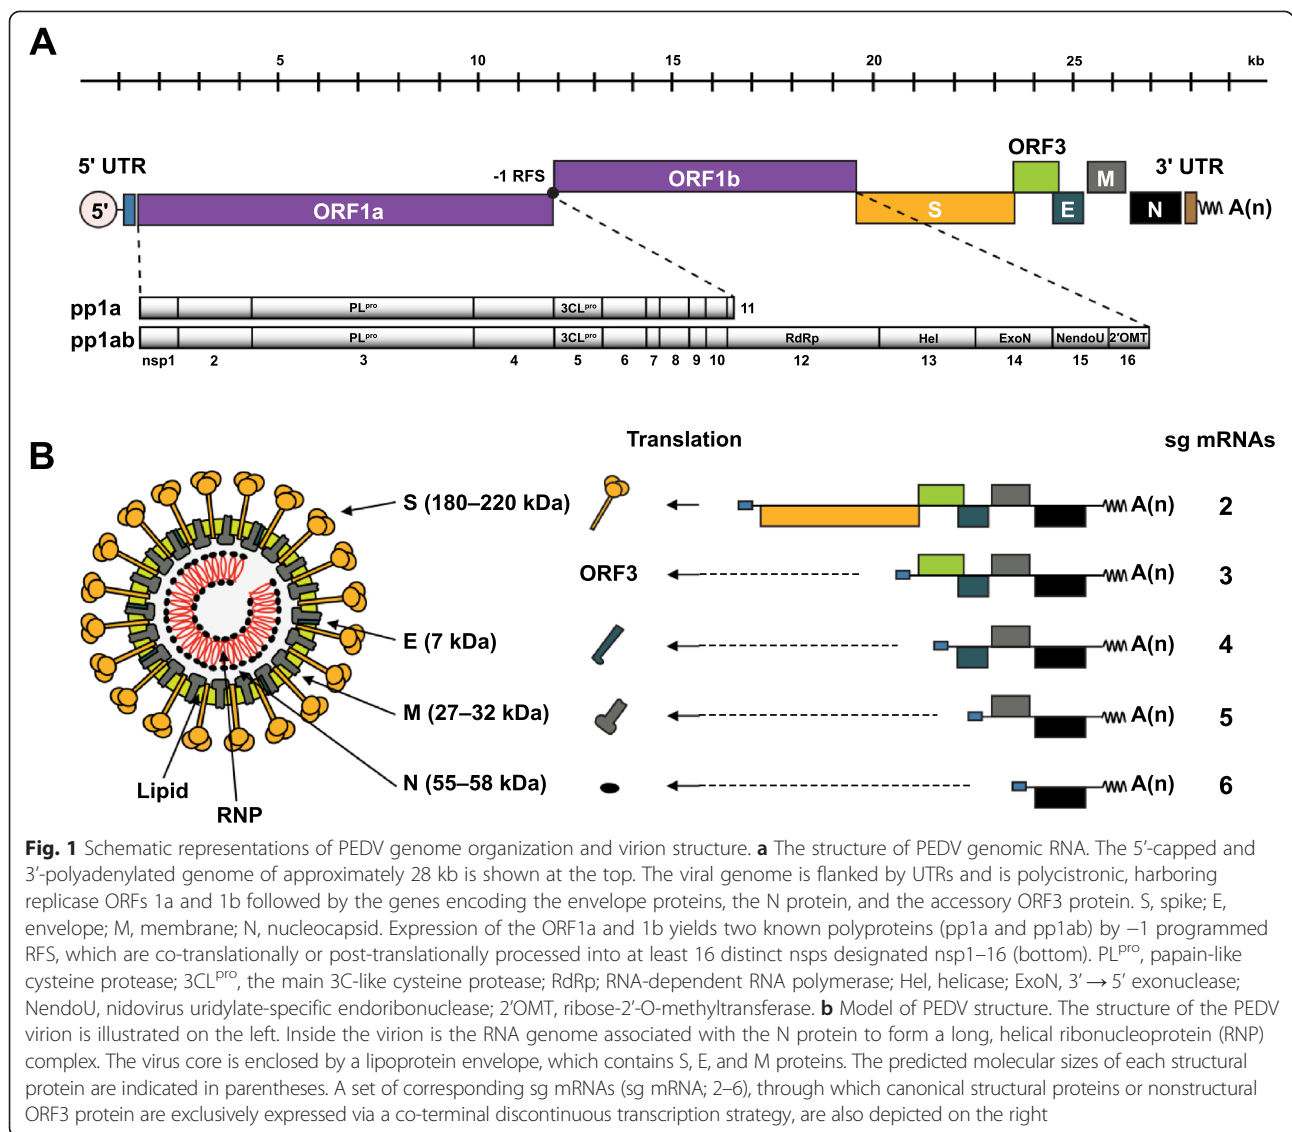 A
5 10 15 20 25 kb
5' UTR
-1 RFS
ORF1b
ORF3
M
3' UTR
5'
ORF1a
S
E
N
A(n)
pp1a
PLpro
3CLpro
11
pp1ab
PLpro
3CLpro
RdRp
Hel
ExoN
NendoU
2'OMT
nsp1 2 3 4 5 6 7 8 9 10 12 13 14 15 16
B
Translation
sg mRNAs
S (180–220 kDa)
A(n)
2
ORF3
A(n)
3
E (7 kDa)
A(n)
4
M (27–32 kDa)
A(n)
5
N (55–58 kDa)
A(n)
6
Lipid
RNP
Fig. 1 Schematic representations of PEDV genome organization and virion structure. a The structure of PEDV genomic RNA. The 5′-capped and
3′-polyadenylated genome of approximately 28 kb is shown at the top. The viral genome is flanked by UTRs and is polycistronic, harboring
replicase ORFs 1a and 1b followed by the genes encoding the envelope proteins, the N protein, and the accessory ORF3 protein. S, spike; E,
envelope; M, membrane; N, nucleocapsid. Expression of the ORF1a and 1b yields two known polyproteins (pp1a and pp1ab) by −1 programmed
RFS, which are co-translationally or post-translationally processed into at least 16 distinct nsps designated nsp1–16 (bottom). PLpro, papain-like
cysteine protease; 3CLpro, the main 3C-like cysteine protease; RdRp; RNA-dependent RNA polymerase; Hel, helicase; ExoN, 3′ → 5′ exonuclease;
NendoU, nidovirus uridylate-specific endoribonuclease; 2′OMT, ribose-2′-O-methyltransferase. b Model of PEDV structure. The structure of the PEDV
virion is illustrated on the left. Inside the virion is the RNA genome associated with the N protein to form a long, helical ribonucleoprotein (RNP)
complex. The virus core is enclosed by a lipoprotein envelope, which contains S, E, and M proteins. The predicted molecular sizes of each structural
protein are indicated in parentheses. A set of corresponding sg mRNAs (sg mRNA; 2–6), through which canonical structural proteins or nonstructural
ORF3 protein are exclusively expressed via a co-terminal discontinuous transcription strategy, are also depicted on the right